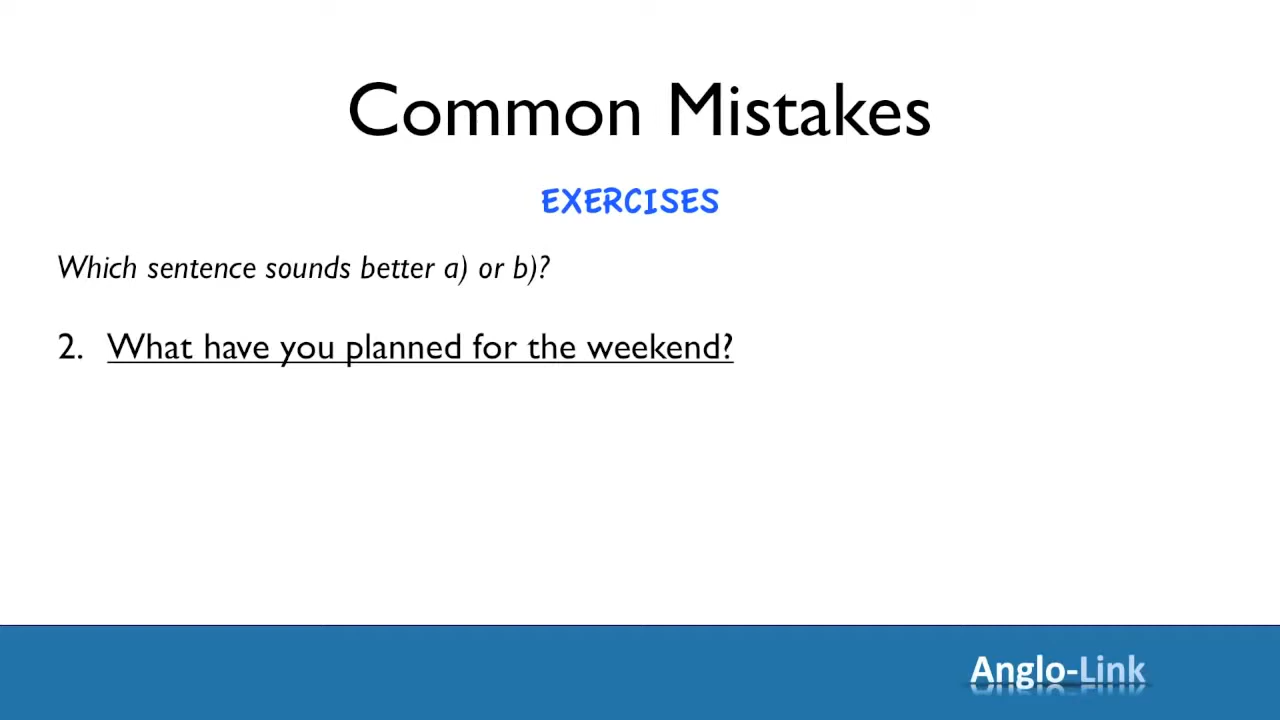 Common Mistakes
EXERCISES
Which sentence sounds better a) or b)?
2. What have you planned for the weekend?
Anglo-Link